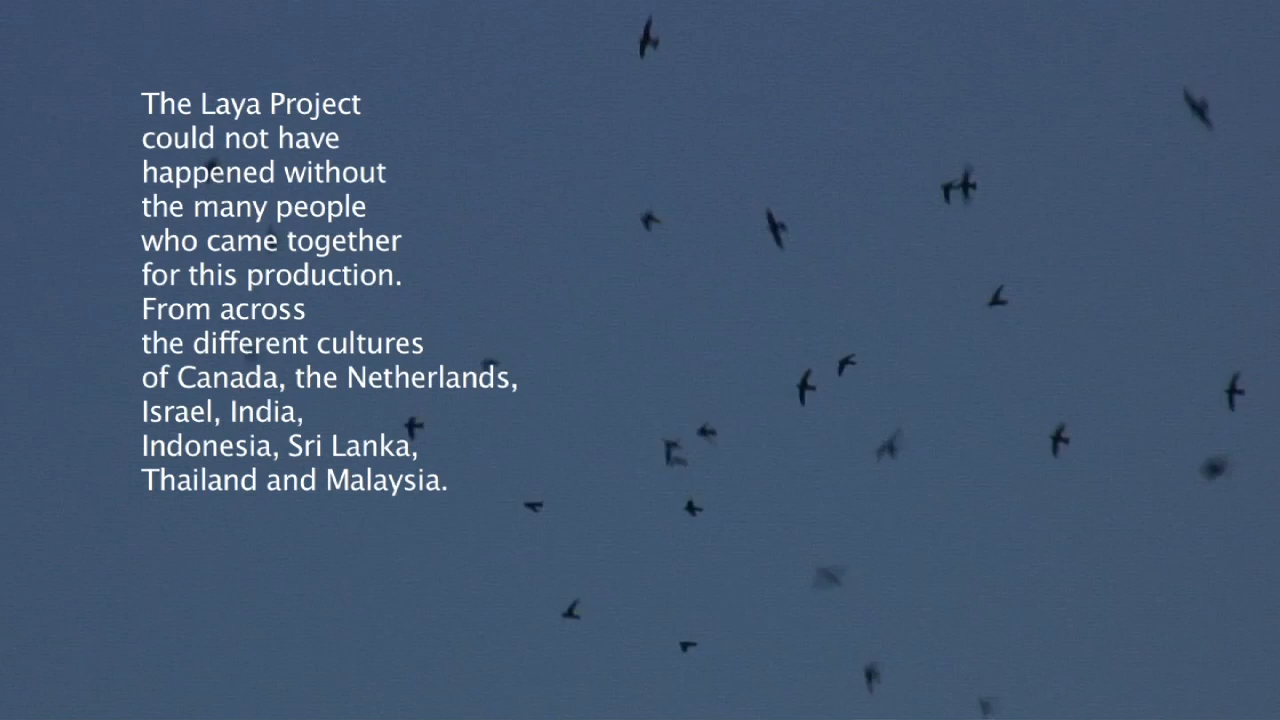 The Laya Project
could not have
happened without
the many people
who came together
for this production.
From across
the different cultures
of Canada, the Netherlands,
Israel, India,
Indonesia, Sri Lanka,
Thailand and Malaysia.